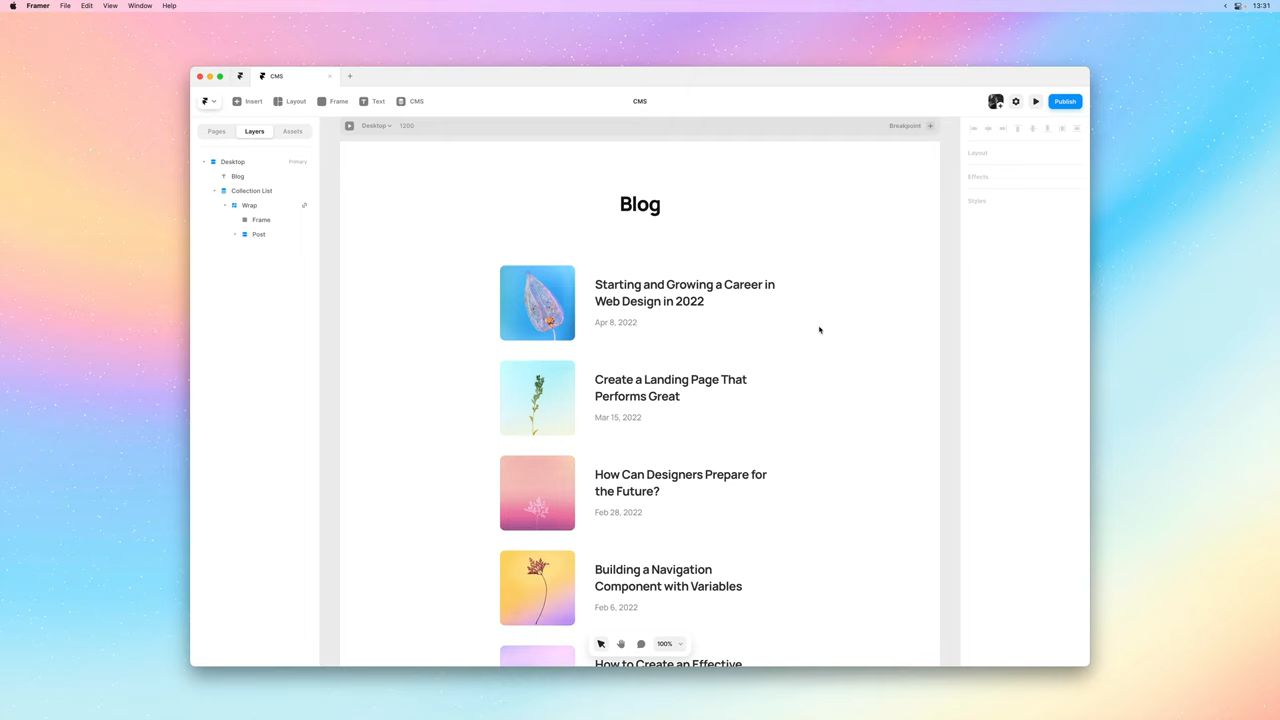 Framer File Edit View Window Help 13:31
CMS
Insert Layout Frame Text CMS
CMS
Publish
Pages Layers Assets
Desktop 1200
Breakpoint
Desktop Primary
Blog
Collection List
Wrap
Frame
Post
Layout
Effects
Styles
Blog
Starting and Growing a Career in
Web Design in 2022
Apr 8, 2022
Create a Landing Page That
Performs Great
Mar 15, 2022
How Can Designers Prepare for
the Future?
Feb 28, 2022
Building a Navigation
Component with Variables
Feb 6, 2022
How to Create an Effective
100%